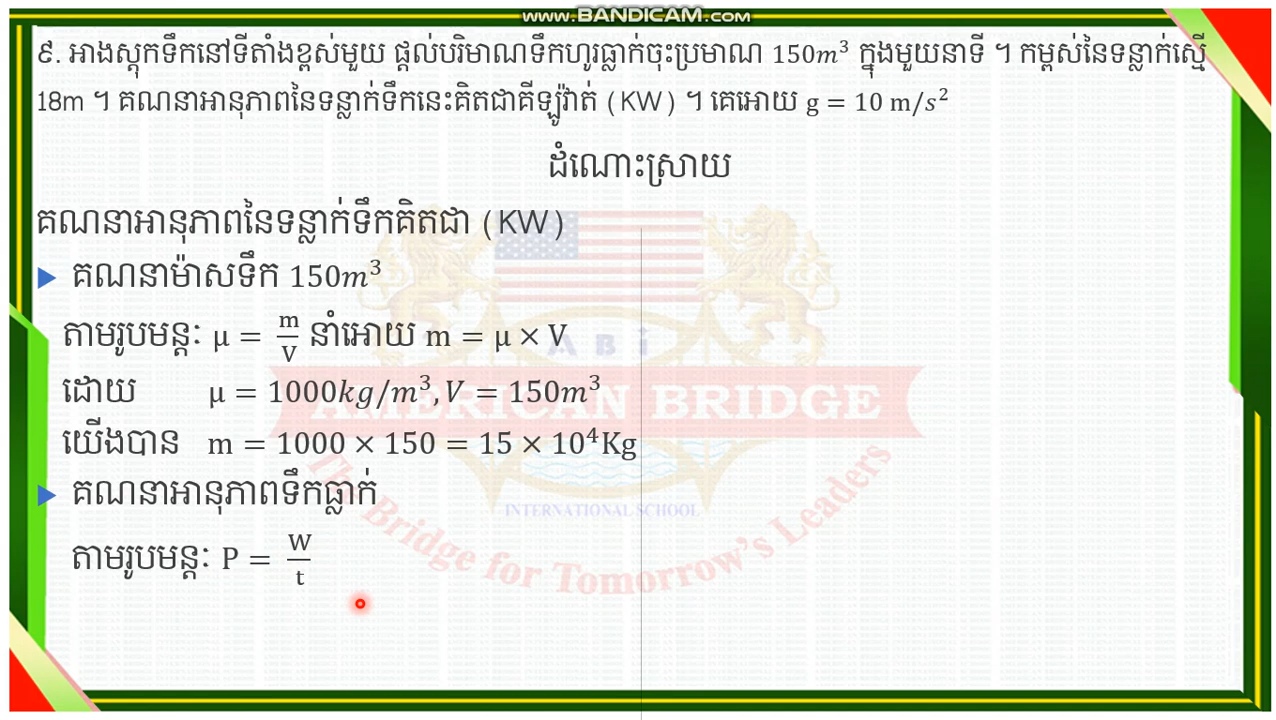 www.BANDICAM.com
៩. អាងស្តុកទឹកនៅទីតាំងខ្ពស់មួយ ផ្តល់បរិមាណទឹកហូរធ្លាក់ចុះប្រមាណ 150m³ ក្នុងមួយនាទី ។ កម្ពស់នៃទន្លាក់ស្មើ
18m ។ គណនាអានុភាពនៃទន្លាក់ទឹកនេះគិតជាគីឡូវ៉ាត់ (KW) ។ គេអោយ g = 10 m/s²
ដំណោះស្រាយ
គណនាអានុភាពនៃទន្លាក់ទឹកគិតជា (KW)
គណនាម៉ាសទឹក 150m³
តាមរូបមន្តៈ μ = m/V នាំអោយ m = μ × V
ដោយ μ = 1000kg/m³, V = 150m³
យើងបាន m = 1000 × 150 = 15 × 10⁴Kg
គណនាអានុភាពទឹកធ្លាក់
តាមរូបមន្តៈ P = W/t
A B i
AMERICAN BRIDGE
INTERNATIONAL SCHOOL
The Bridge for Tomorrow's Leaders